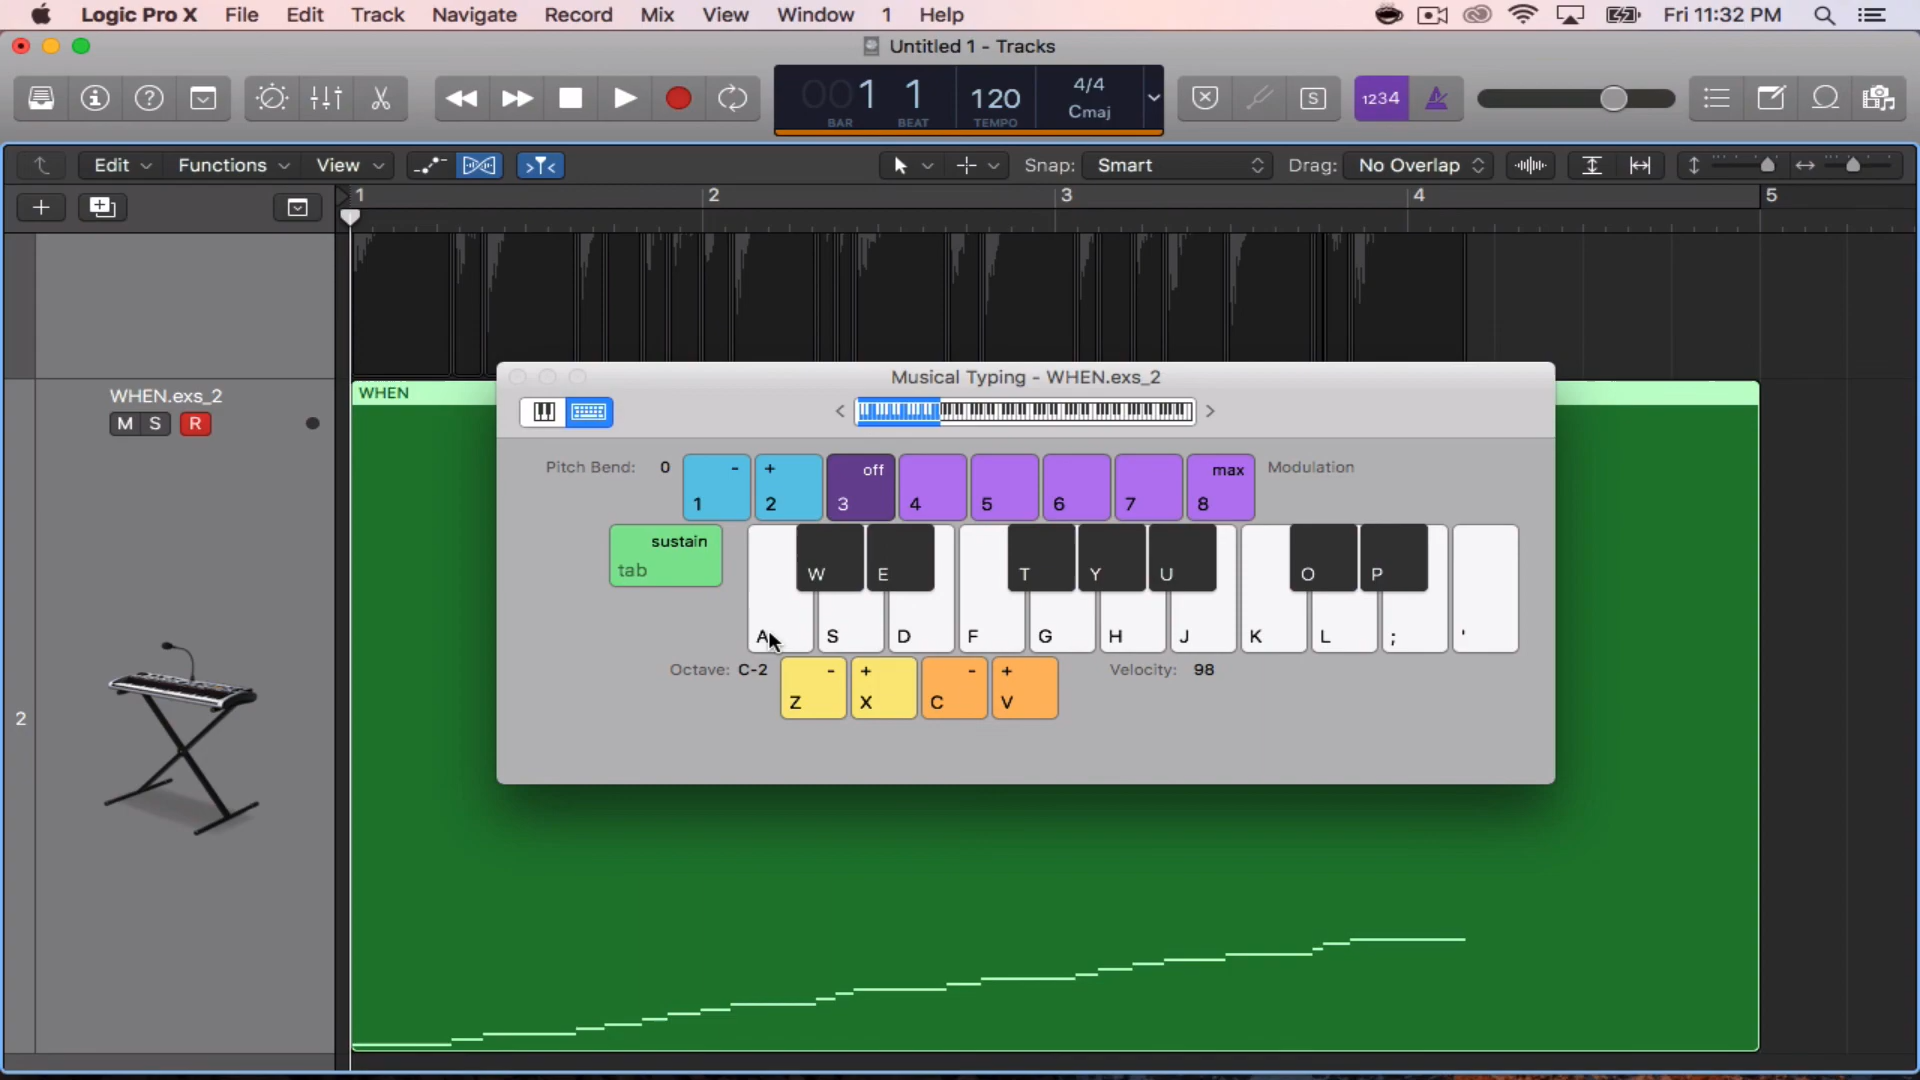 Logic Pro X File Edit Track Navigate Record Mix View Window 1 Help Fri 11:32 PM
Untitled 1 - Tracks
001 1 120 4/4 Cmaj
BAR BEAT TEMPO
S 1234
Edit Functions View Snap: Smart Drag: No Overlap
1 2 3 4 5
WHEN.exs_2
M S R
2
WHEN
Musical Typing - WHEN.exs_2
Pitch Bend: 0 - + off max Modulation
1 2 3 4 5 6 7 8
sustain
tab
W E T Y U O P
A S D F G H J K L ; '
Octave: C-2 - + - + Velocity: 98
Z X C V